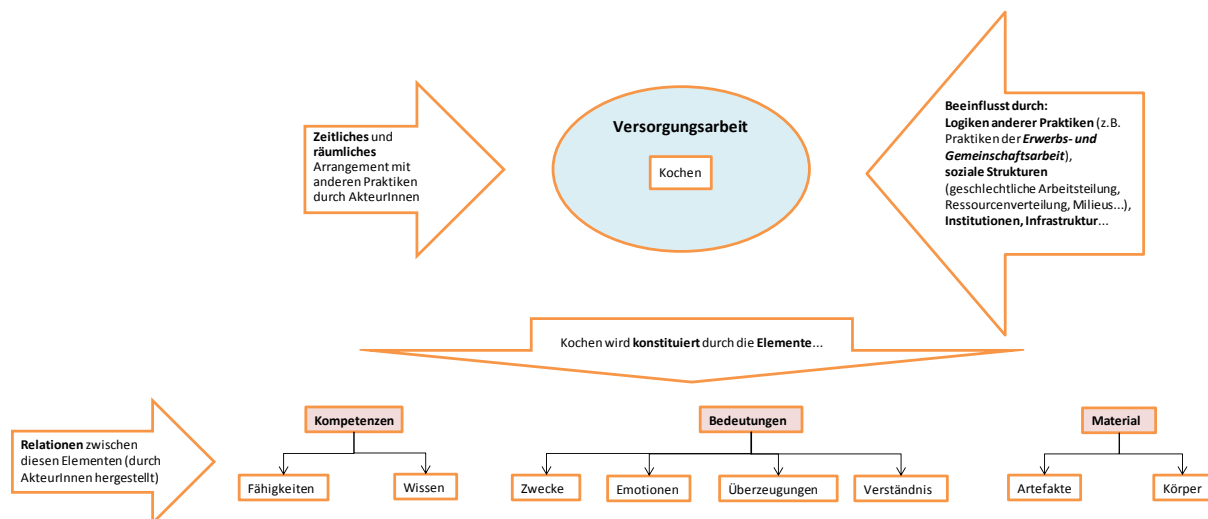 Zeitliches und
räumliches
Arrangement mit
anderen Praktiken
durch AkteurInnen
Versorgungsarbeit
Kochen
Beeinflusst durch:
Logiken anderer Praktiken (z.B.
Praktiken der Erwerbs- und
Gemeinschaftsarbeit),
soziale Strukturen
(geschlechtliche Arbeitsteilung,
Ressourcenverteilung, Milieus...),
Institutionen, Infrastruktur...
Kochen wird konstituiert durch die Elemente...
Relationen zwischen
diesen Elementen (durch
AkteurInnen hergestellt)
Kompetenzen
Fähigkeiten
Wissen
Bedeutungen
Zwecke
Emotionen
Überzeugungen
Verständnis
Material
Artefakte
Körper